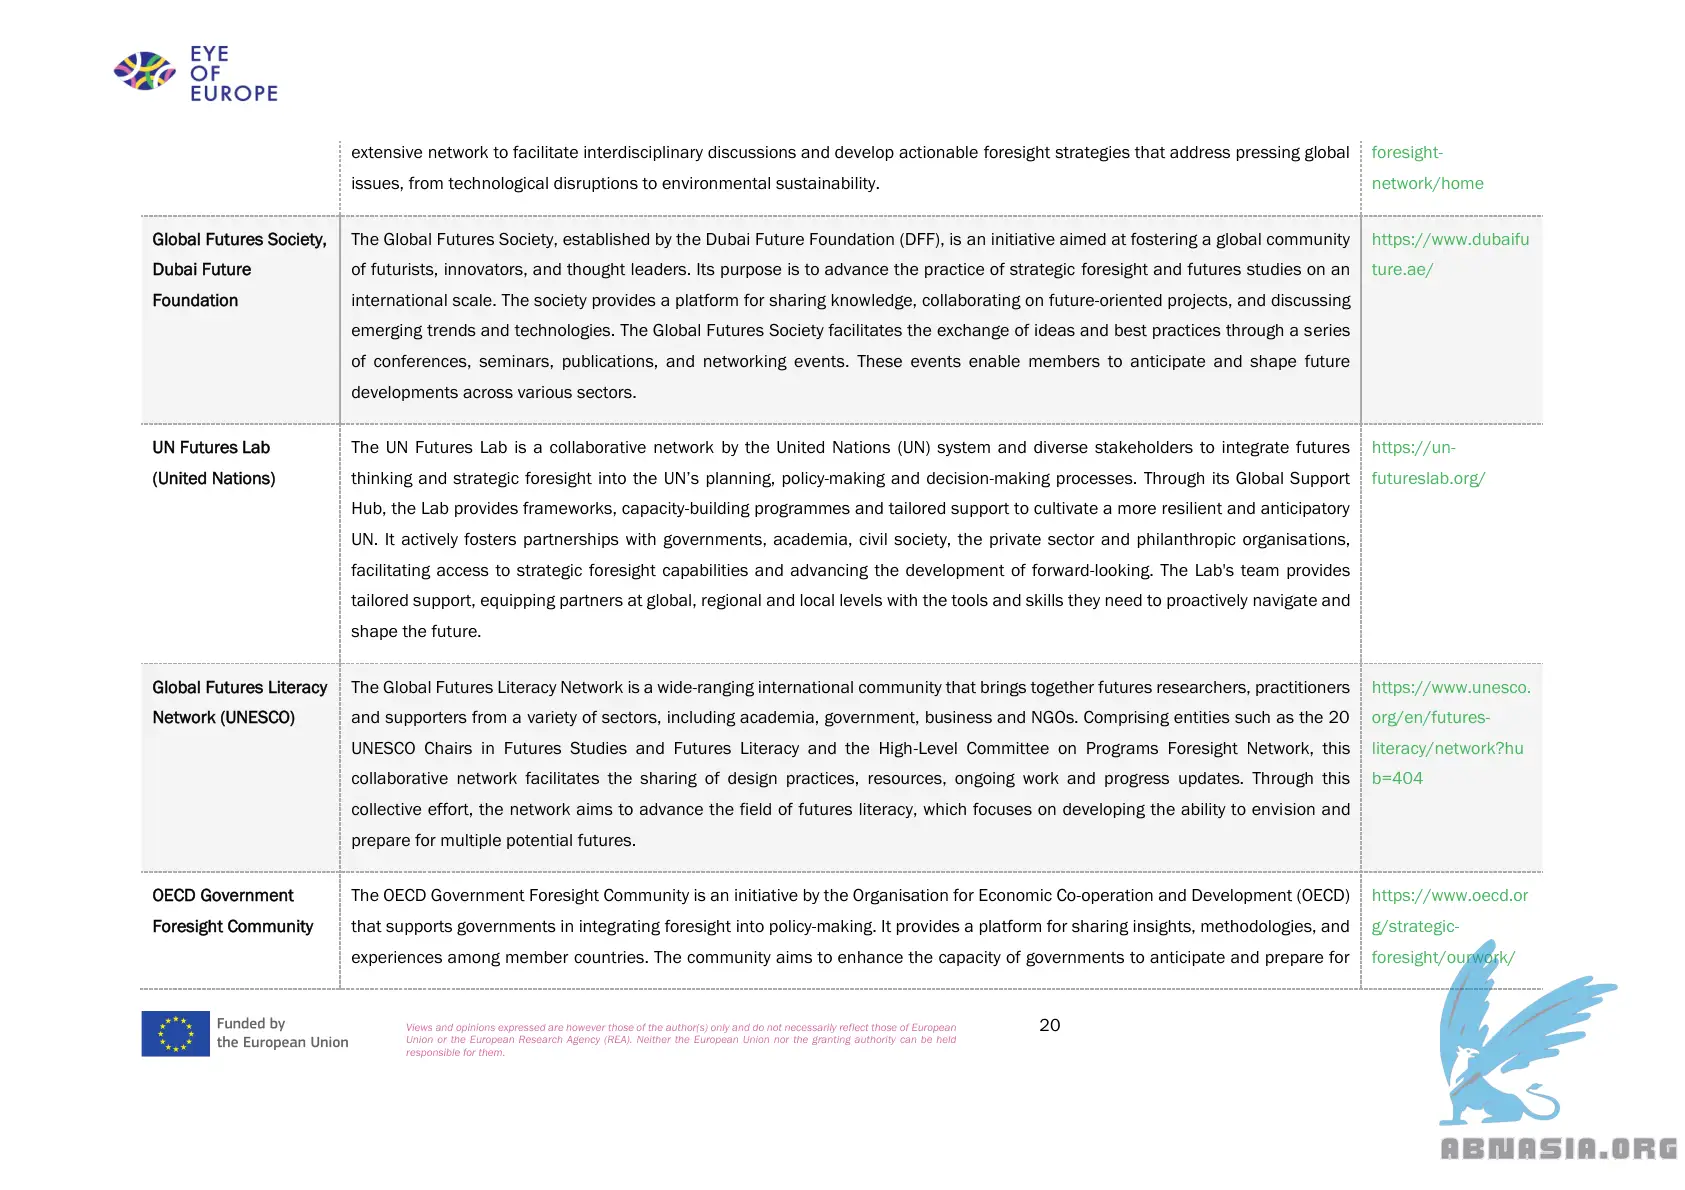 EYE
OF
EUROPE
extensive network to facilitate interdisciplinary discussions and develop actionable foresight strategies that address pressing global
issues, from technological disruptions to environmental sustainability.
foresight-
network/home
Global Futures Society,
Dubai Future
Foundation
The Global Futures Society, established by the Dubai Future Foundation (DFF), is an initiative aimed at fostering a global community
of futurists, innovators, and thought leaders. Its purpose is to advance the practice of strategic foresight and futures studies on an
international scale. The society provides a platform for sharing knowledge, collaborating on future-oriented projects, and discussing
emerging trends and technologies. The Global Futures Society facilitates the exchange of ideas and best practices through a series
of conferences, seminars, publications, and networking events. These events enable members to anticipate and shape future
developments across various sectors.
https://www.dubaifu
ture.ae/
UN Futures Lab
(United Nations)
The UN Futures Lab is a collaborative network by the United Nations (UN) system and diverse stakeholders to integrate futures
thinking and strategic foresight into the UN’s planning, policy-making and decision-making processes. Through its Global Support
Hub, the Lab provides frameworks, capacity-building programmes and tailored support to cultivate a more resilient and anticipatory
UN. It actively fosters partnerships with governments, academia, civil society, the private sector and philanthropic organisations,
facilitating access to strategic foresight capabilities and advancing the development of forward-looking. The Lab's team provides
tailored support, equipping partners at global, regional and local levels with the tools and skills they need to proactively navigate and
shape the future.
https://un-
futureslab.org/
Global Futures Literacy
Network (UNESCO)
The Global Futures Literacy Network is a wide-ranging international community that brings together futures researchers, practitioners
and supporters from a variety of sectors, including academia, government, business and NGOs. Comprising entities such as the 20
UNESCO Chairs in Futures Studies and Futures Literacy and the High-Level Committee on Programs Foresight Network, this
collaborative network facilitates the sharing of design practices, resources, ongoing work and progress updates. Through this
collective effort, the network aims to advance the field of futures literacy, which focuses on developing the ability to envision and
prepare for multiple potential futures.
https://www.unesco.
org/en/futures-
literacy/network?hu
b=404
OECD Government
Foresight Community
The OECD Government Foresight Community is an initiative by the Organisation for Economic Co-operation and Development (OECD)
that supports governments in integrating foresight into policy-making. It provides a platform for sharing insights, methodologies, and
experiences among member countries. The community aims to enhance the capacity of governments to anticipate and prepare for
https://www.oecd.or
g/strategic-
foresight/ourwork/
Funded by
the European Union
Views and opinions expressed are however those of the author(s) only and do not necessarily reflect those of European
Union or the European Research Agency (REA). Neither the European Union nor the granting authority can be held
responsible for them.
20
ABNASIA.ORG